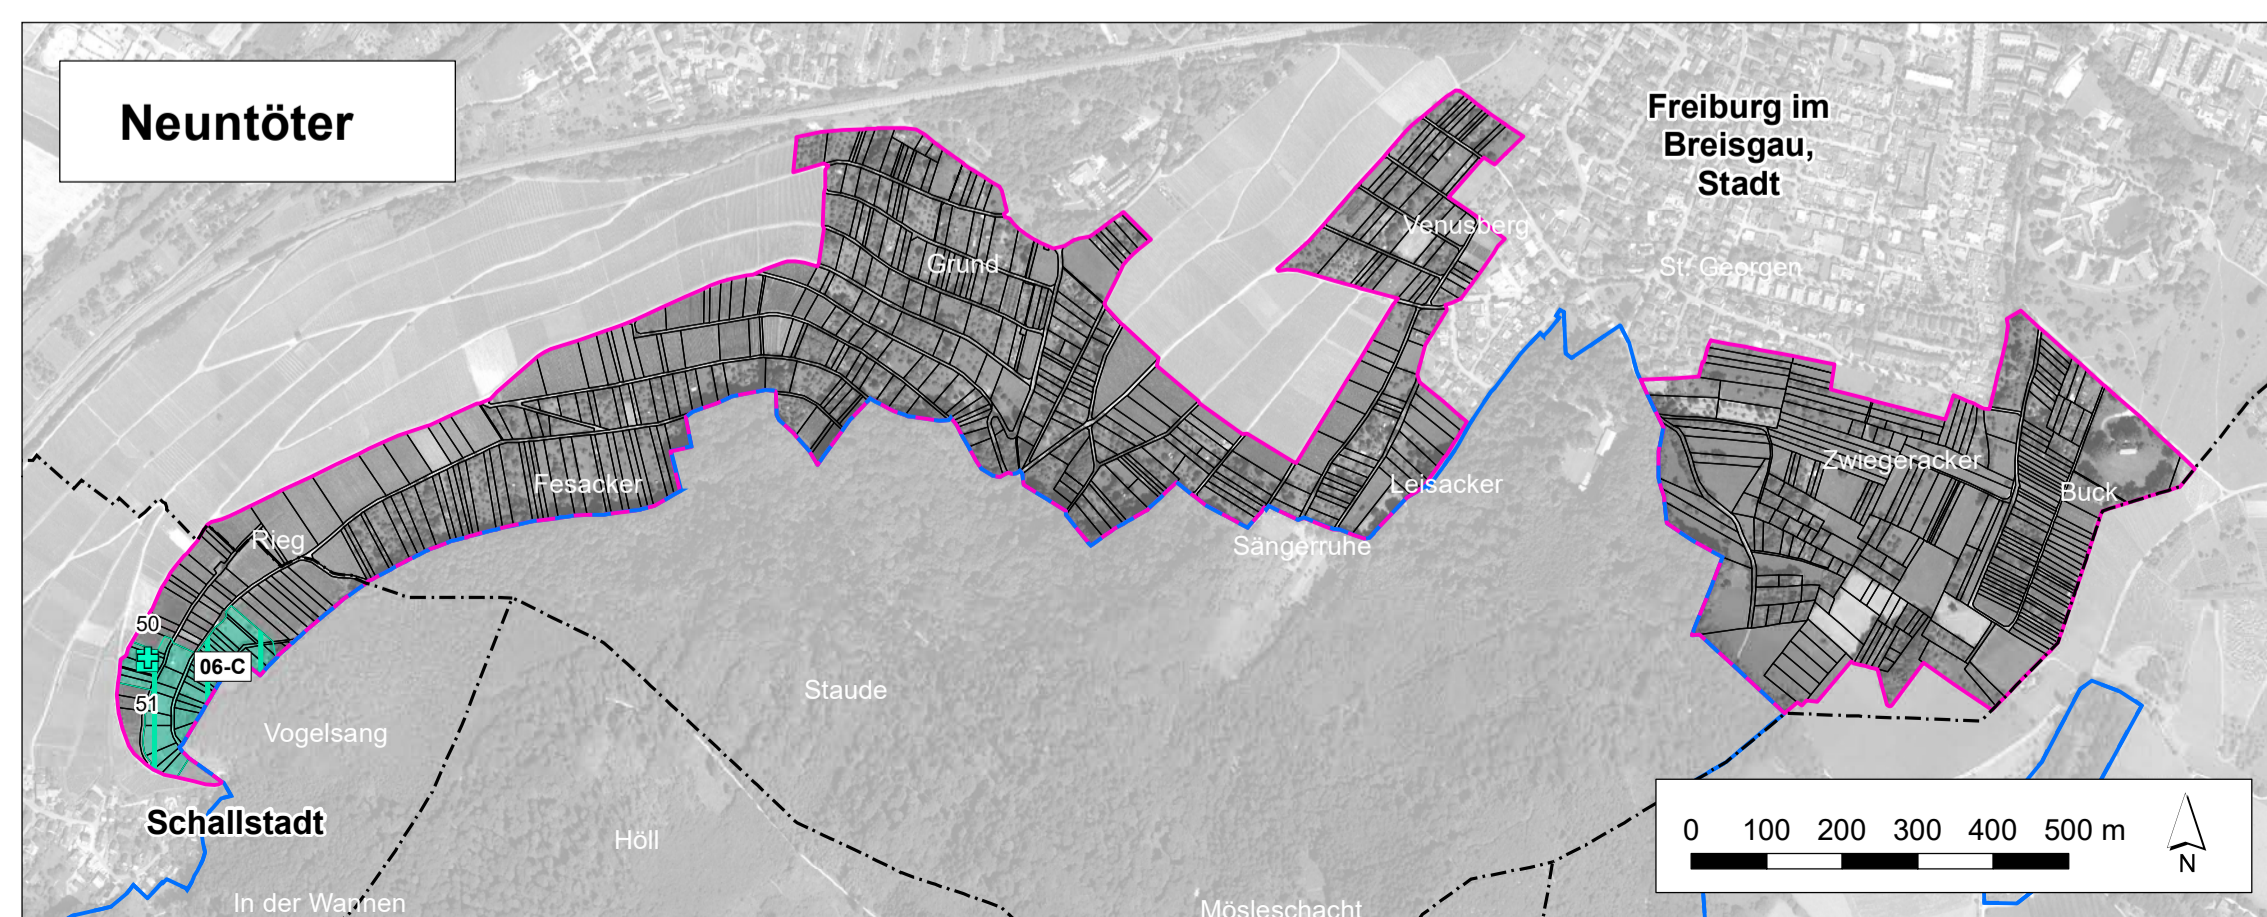 Neuntöter
Freiburg im
Breisgau,
Stadt
Venusberg
Grund
St. Georgen
Zwiegeracker
Buck
Fesacker
Leisacker
Rieg
Sängerruhe
50
06-C
51
Staude
Vogelsang
Schallstadt
Höll
In der Wannen
Mösleschacht
0 100 200 300 400 500 m
N